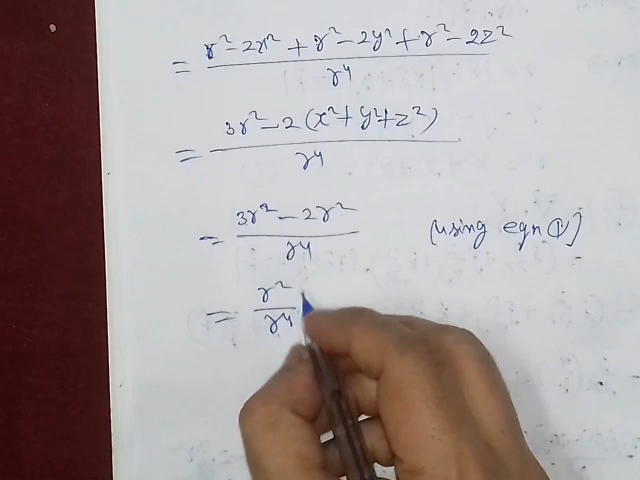 = r² - 2x² + r² - 2y² + r² - 2z² / r⁴
= 3r² - 2(x² + y² + z²) / r⁴
= 3r² - 2r² / r⁴ (using eqn ①)
= r² / r⁴